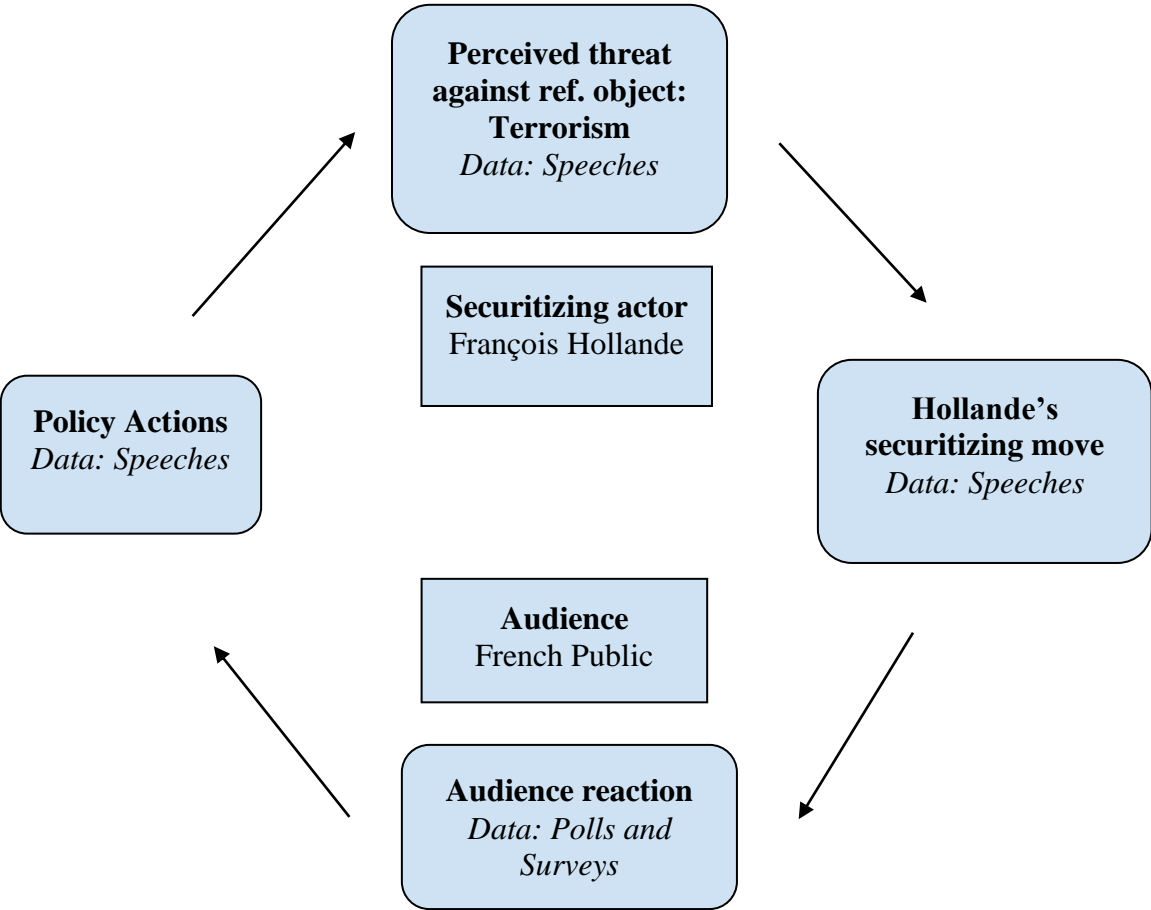 Perceived threat
against ref. object:
Terrorism
Data: Speeches
Securitizing actor
François Hollande
Policy Actions
Data: Speeches
Hollande’s
securitizing move
Data: Speeches
Audience
French Public
Audience reaction
Data: Polls and
Surveys